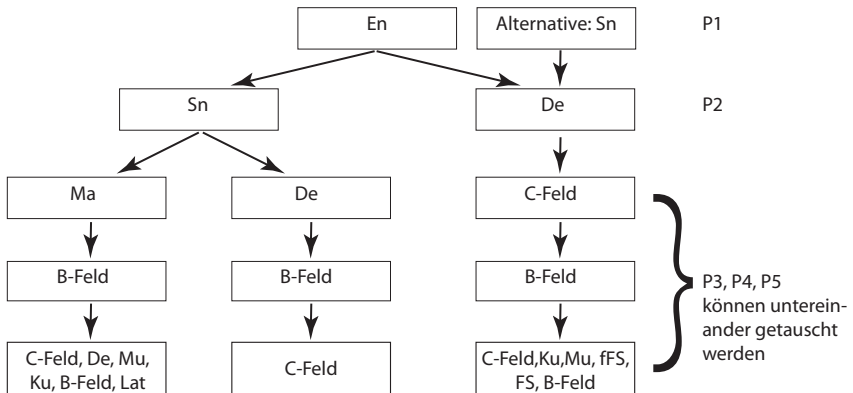 En
Alternative: Sn
P1
Sn
De
P2
Ma
De
C-Feld
B-Feld
B-Feld
B-Feld
P3, P4, P5
können unterein-
ander getauscht
werden
C-Feld, De, Mu,
Ku, B-Feld, Lat
C-Feld
C-Feld,Ku,Mu, fFS,
FS, B-Feld